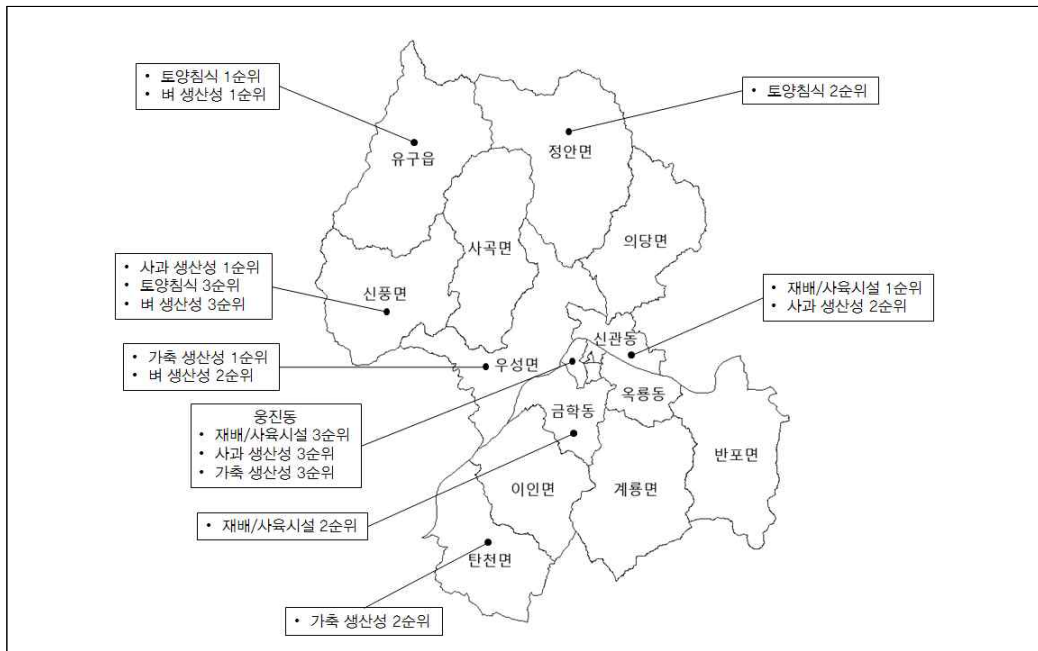 • 토양침식 1순위
• 벼 생산성 1순위
• 토양침식 2순위
유구읍
정안면
의당면
사곡면
• 사과 생산성 1순위
• 토양침식 3순위
• 벼 생산성 3순위
신풍면
• 재배/사육시설 1순위
• 사과 생산성 2순위
신관동
• 가축 생산성 1순위
• 벼 생산성 2순위
우성면
옥룡동
금학동
웅진동
• 재배/사육시설 3순위
• 사과 생산성 3순위
• 가축 생산성 3순위
반포면
이인면
계룡면
• 재배/사육시설 2순위
탄천면
• 가축 생산성 2순위